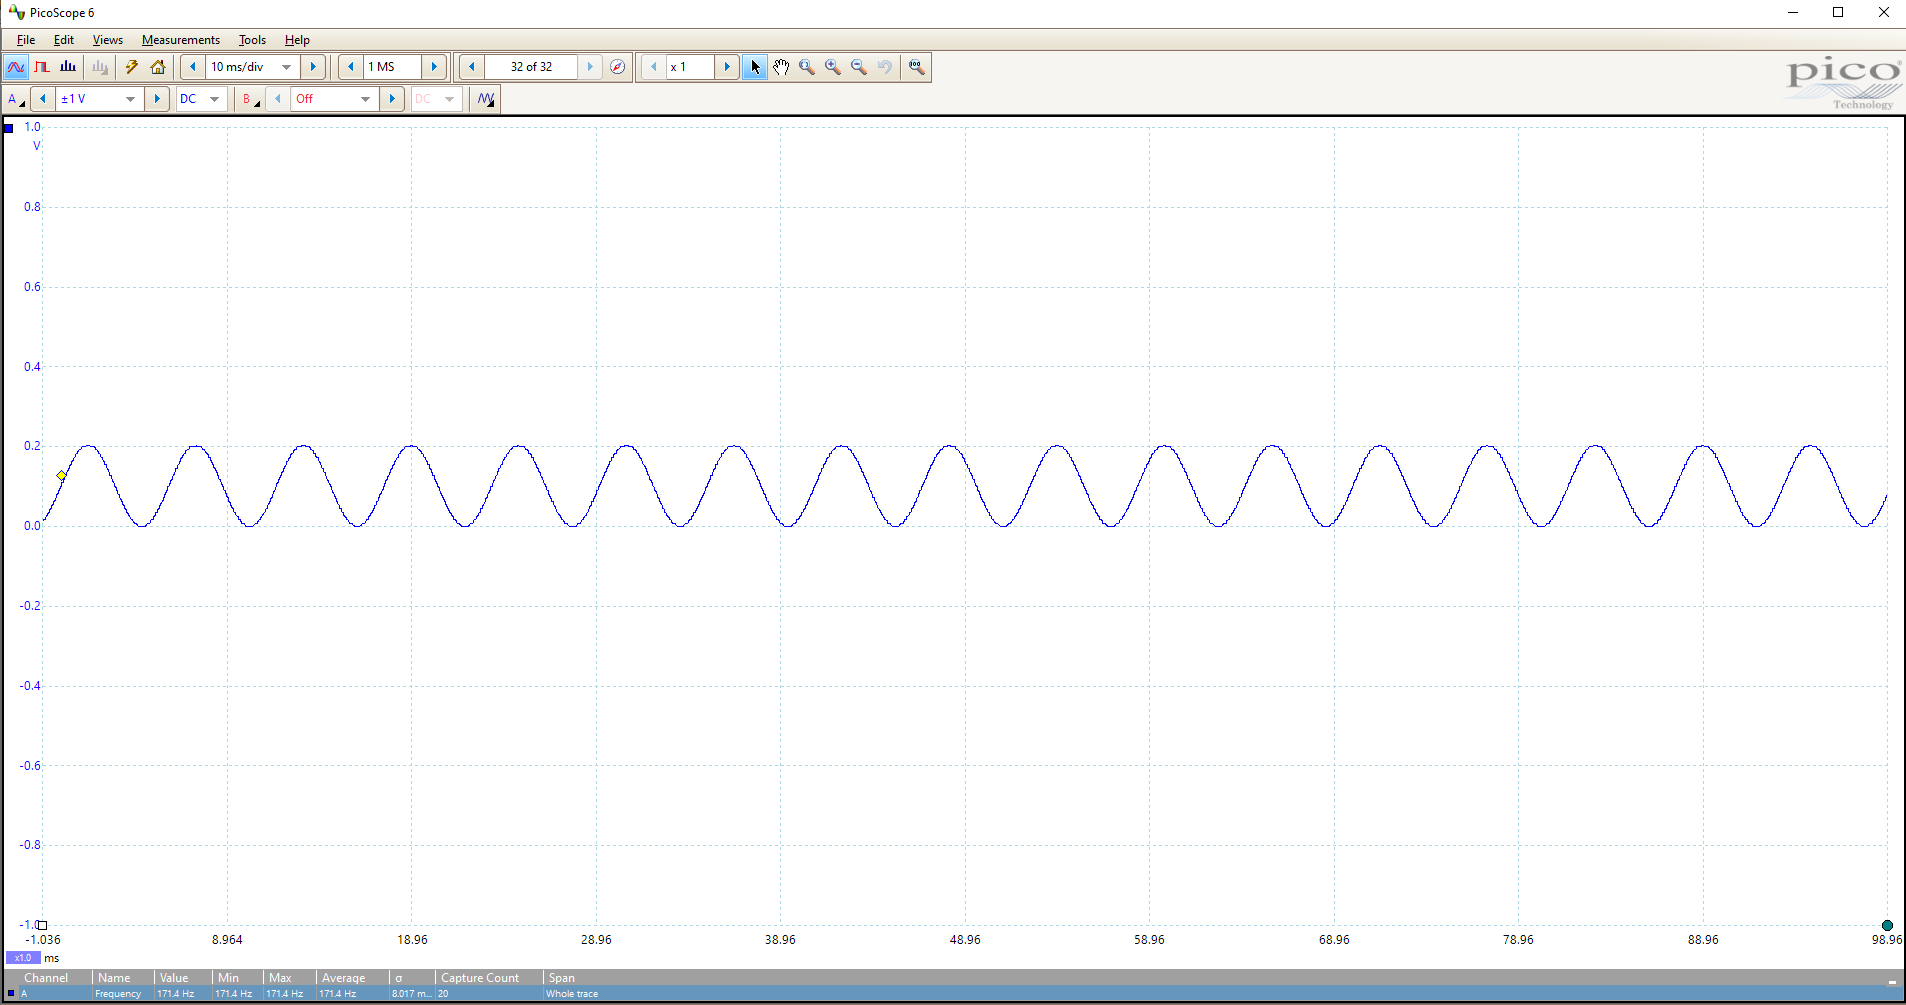 PicoScope 6
File Edit Views Measurements Tools Help
10 ms/div 1 MS 32 of 32 x 1
A ±1 V DC B Off DC
pico
Technology
1.0
V
0.8
0.6
0.4
0.2
0.0
-0.2
-0.4
-0.6
-0.8
-1.0
-1.036 8.964 18.96 28.96 38.96 48.96 58.96 68.96 78.96 88.96 98.96
x1.0 ms
Channel Name Value Min Max Average σ Capture Count Span
A Frequency 171.4 Hz 171.4 Hz 171.4 Hz 171.4 Hz 8.017 m... 20 Whole trace